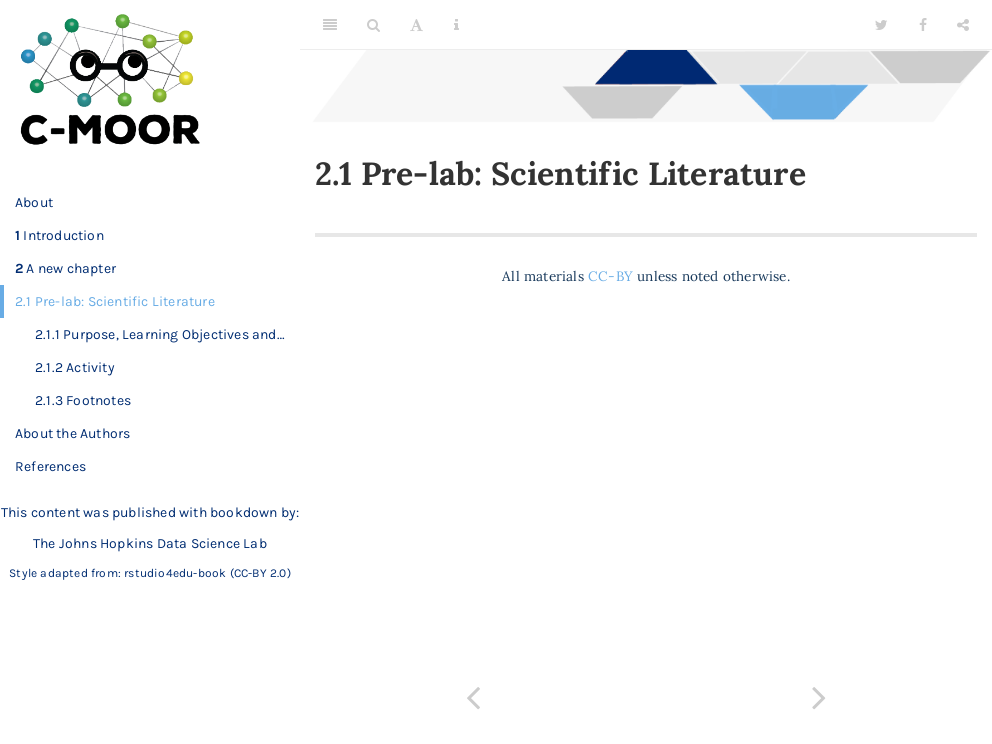 C-MOOR
About
1 Introduction
2 A new chapter
2.1 Pre-lab: Scientific Literature
2.1.1 Purpose, Learning Objectives and…
2.1.2 Activity
2.1.3 Footnotes
About the Authors
References
This content was published with bookdown by:
The Johns Hopkins Data Science Lab
Style adapted from: rstudio4edu-book (CC-BY 2.0)
A
2.1 Pre-lab: Scientific Literature
All materials CC-BY unless noted otherwise.